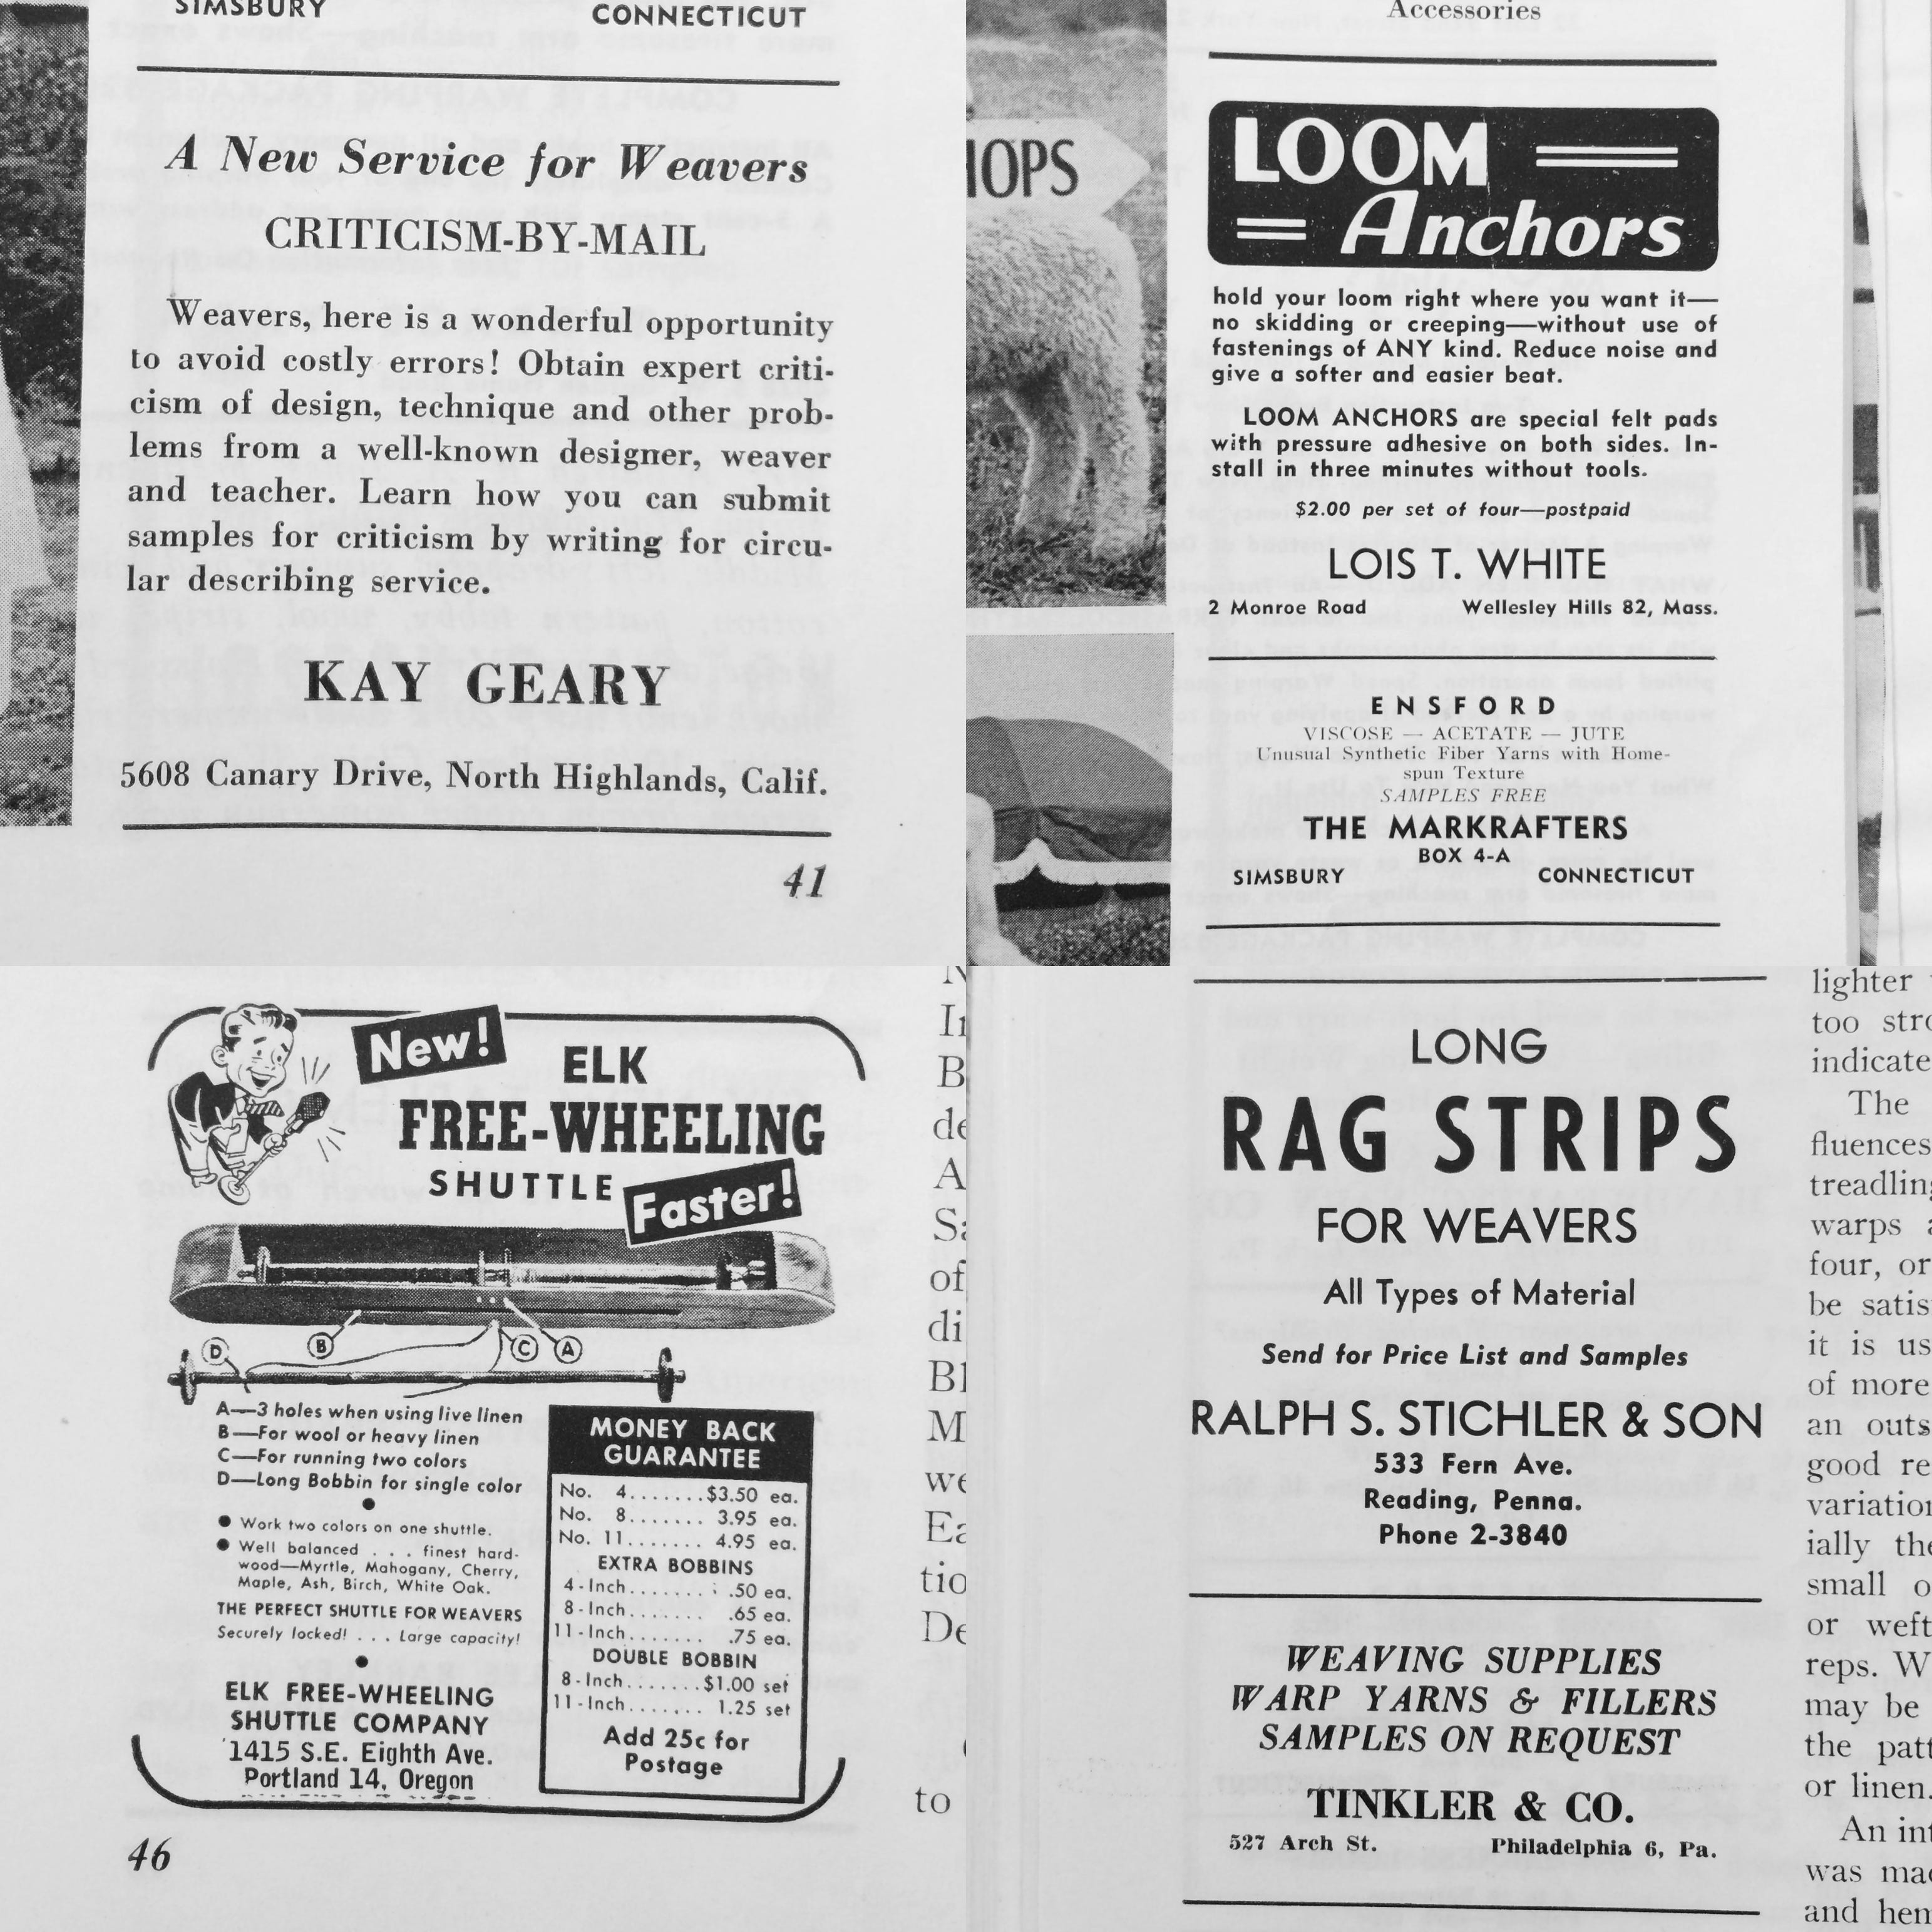 SIMSBURY CONNECTICUT
A New Service for Weavers
CRITICISM-BY-MAIL
Weavers, here is a wonderful opportunity
to avoid costly errors! Obtain expert criti-
cism of design, technique and other prob-
lems from a well-known designer, weaver
and teacher. Learn how you can submit
samples for criticism by writing for circu-
lar describing service.
KAY GEARY
5608 Canary Drive, North Highlands, Calif.
41
Accessories
LOOM
Anchors
hold your loom right where you want it—
no skidding or creeping—without use of
fastenings of ANY kind. Reduce noise and
give a softer and easier beat.
LOOM ANCHORS are special felt pads
with pressure adhesive on both sides. In-
stall in three minutes without tools.
$2.00 per set of four—postpaid
LOIS T. WHITE
2 Monroe Road Wellesley Hills 82, Mass.
ENSFORD
VISCOSE — ACETATE — JUTE
Unusual Synthetic Fiber Yarns with Home-
spun Texture
SAMPLES FREE
THE MARKRAFTERS
BOX 4-A
SIMSBURY CONNECTICUT
New!
ELK
FREE-WHEELING
SHUTTLE
Faster!
D B C A
A—3 holes when using live linen
B—For wool or heavy linen
C—For running two colors
D—Long Bobbin for single color
● Work two colors on one shuttle.
● Well balanced . . . finest hard-
wood—Myrtle, Mahogany, Cherry,
Maple, Ash, Birch, White Oak.
THE PERFECT SHUTTLE FOR WEAVERS
Securely locked! . . . Large capacity!
ELK FREE-WHEELING
SHUTTLE COMPANY
1415 S.E. Eighth Ave.
Portland 14, Oregon
MONEY BACK
GUARANTEE
No. 4.......$3.50 ea.
No. 8....... 3.95 ea.
No. 11....... 4.95 ea.
EXTRA BOBBINS
4-Inch....... .50 ea.
8-Inch....... .65 ea.
11-Inch....... .75 ea.
DOUBLE BOBBIN
8-Inch.......$1.00 set
11-Inch....... 1.25 set
Add 25c for
Postage
46
of
to
LONG
RAG STRIPS
FOR WEAVERS
All Types of Material
Send for Price List and Samples
RALPH S. STICHLER & SON
533 Fern Ave.
Reading, Penna.
Phone 2-3840
WEAVING SUPPLIES
WARP YARNS & FILLERS
SAMPLES ON REQUEST
TINKLER & CO.
527 Arch St. Philadelphia 6, Pa.
lighter
too
indicate
The
fluences
warps
four, or
be
it is
of more
an
good
small
or weft
reps.
may be
the
or linen.
An
was
and